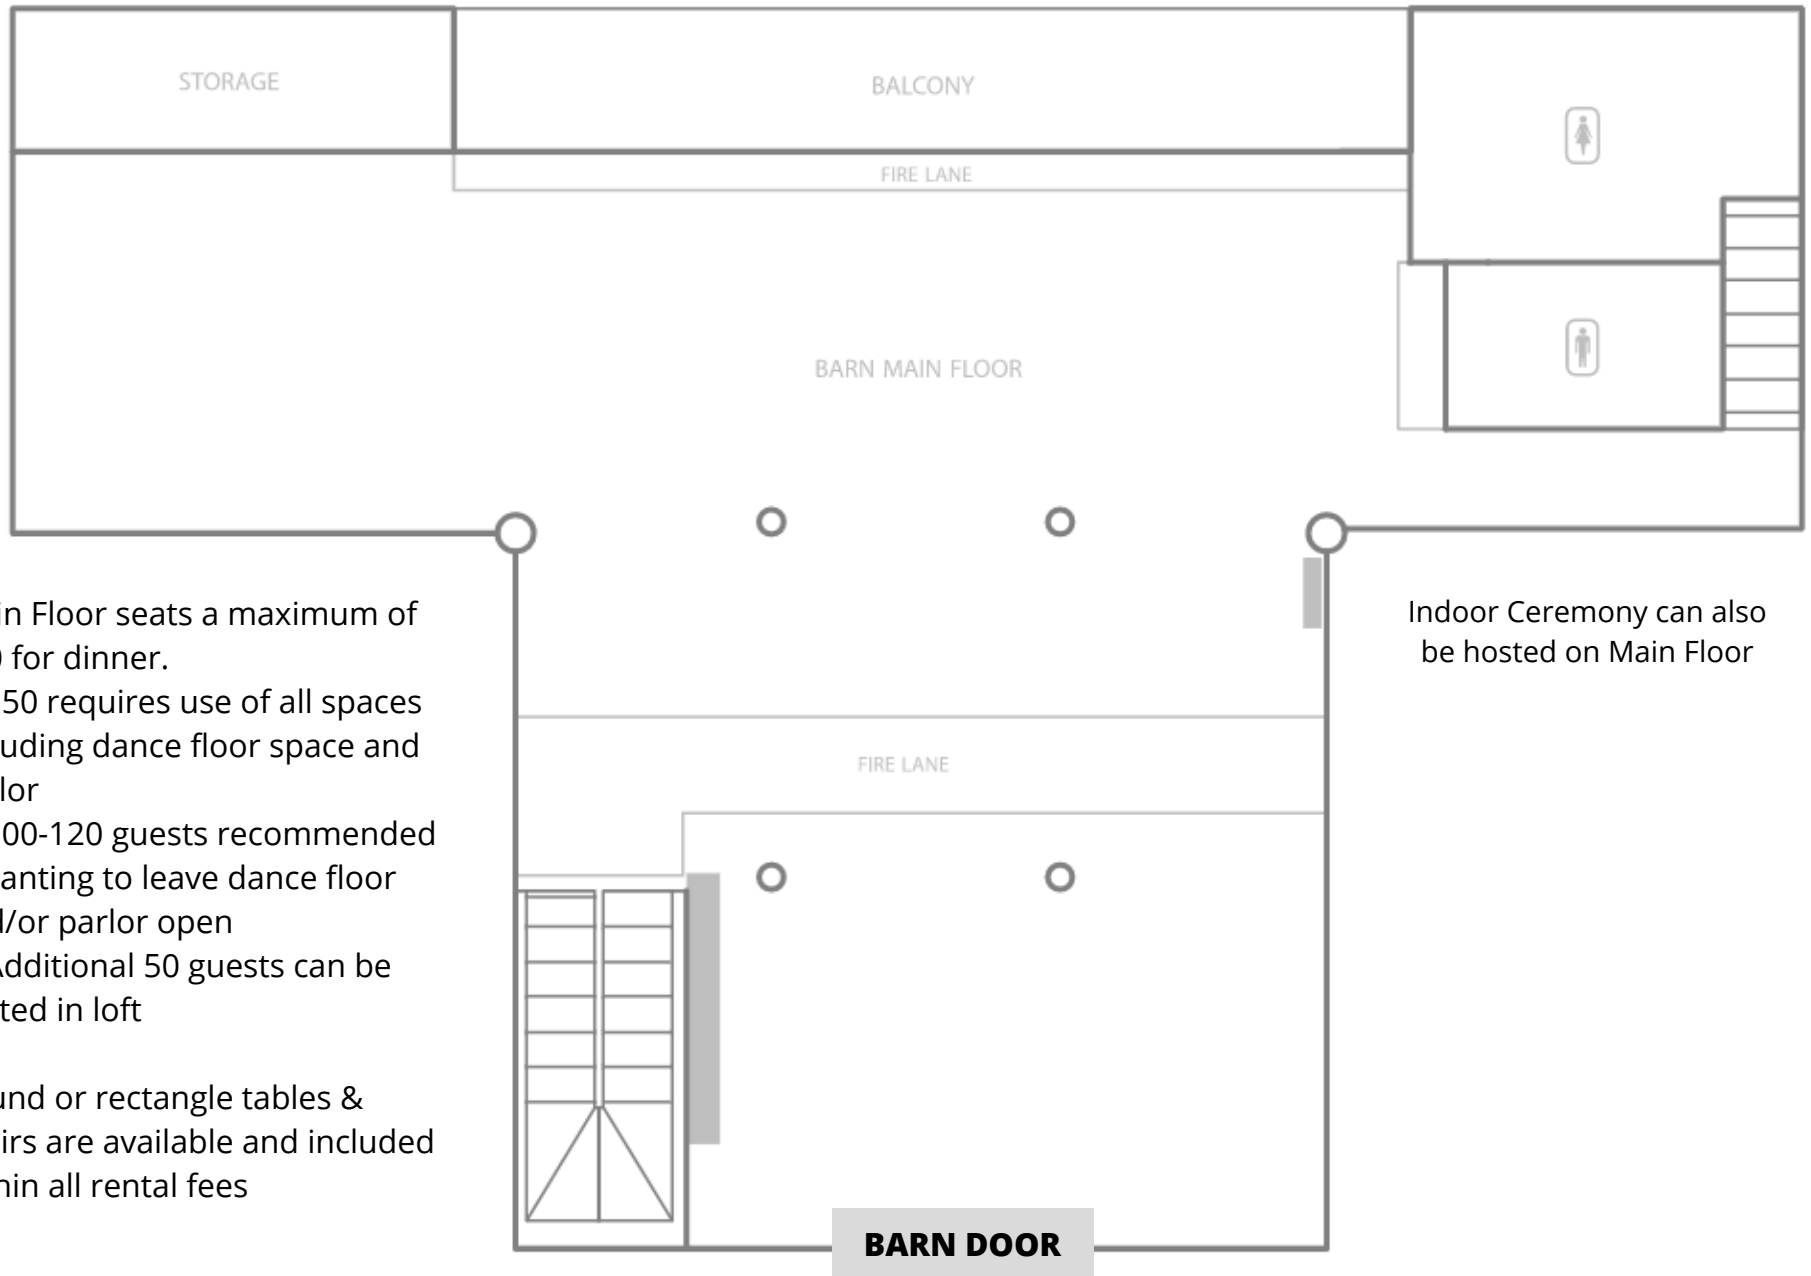 STORAGE
BALCONY
FIRE LANE
BARN MAIN FLOOR
in Floor seats a maximum of
0 for dinner.
50 requires use of all spaces
uding dance floor space and
lor
00-120 guests recommended
anting to leave dance floor
d/or parlor open
Additional 50 guests can be
ted in loft
und or rectangle tables &
irs are available and included
hin all rental fees
Indoor Ceremony can also
be hosted on Main Floor
FIRE LANE
BARN DOOR